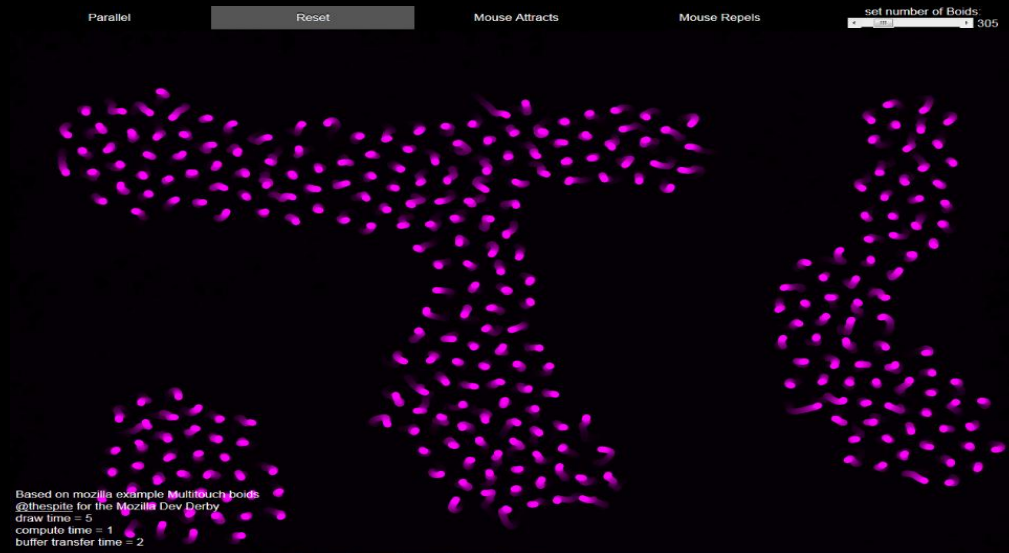 Parallel
Reset
Mouse Attracts
Mouse Repels
set number of Boids:
305
Based on mozilla example Multitouch boids
@thespite for the Mozilla Dev Derby
draw time = 5
compute time = 1
buffer transfer time = 2